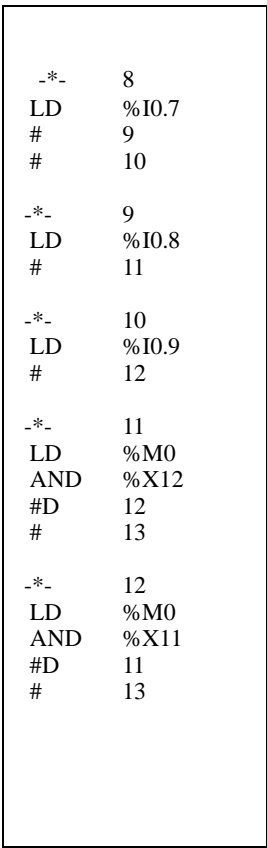 -*- 8
LD %I0.7
# 9
# 10
-*- 9
LD %I0.8
# 11
-*- 10
LD %I0.9
# 12
-*- 11
LD %M0
AND %X12
#D 12
# 13
-*- 12
LD %M0
AND %X11
#D 11
# 13